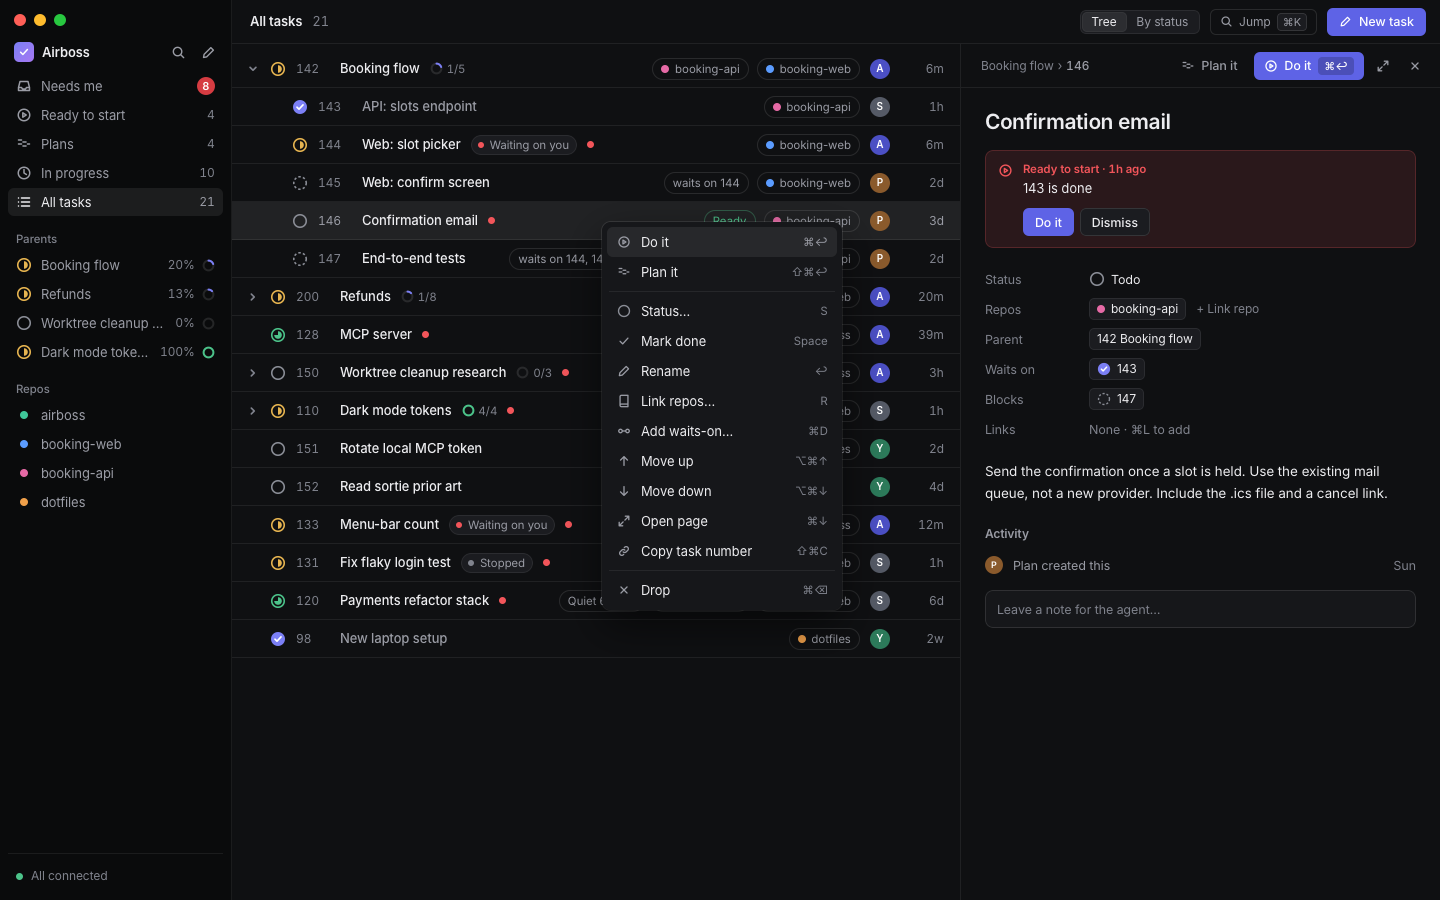 Airboss
Needs me 8
Ready to start 4
Plans 4
In progress 10
All tasks 21
Parents
Booking flow 20%
Refunds 13%
Worktree cleanup ... 0%
Dark mode toke... 100%
Repos
airboss
booking-web
booking-api
dotfiles
All connected
All tasks 21
Tree By status
Jump ⌘K
New task
142 Booking flow 1/5 booking-api booking-web A 6m
143 API: slots endpoint booking-api S 1h
144 Web: slot picker Waiting on you booking-web A 6m
145 Web: confirm screen waits on 144 booking-web P 2d
146 Confirmation email Ready booking-api P 3d
147 End-to-end tests waits on 144, P 2d
200 Refunds 1/8 A 20m
128 MCP server A 39m
150 Worktree cleanup research 0/3 A 3h
110 Dark mode tokens 4/4 S 1h
151 Rotate local MCP token Y 2d
152 Read sortie prior art Y 4d
133 Menu-bar count Waiting on you A 12m
131 Fix flaky login test Stopped S 1h
120 Payments refactor stack Quiet S 6d
98 New laptop setup dotfiles Y 2w
Do it ⌘↩
Plan it ⇧⌘↩
Status... S
Mark done Space
Rename ↩
Link repos... R
Add waits-on... ⌘D
Move up ⌥⌘↑
Move down ⌥⌘↓
Open page ⌘↓
Copy task number ⇧⌘C
Drop ⌘⌫
Booking flow › 146
Plan it
Do it ⌘↩
Confirmation email
Ready to start · 1h ago
143 is done
Do it Dismiss
Status Todo
Repos booking-api + Link repo
Parent 142 Booking flow
Waits on 143
Blocks 147
Links None · ⌘L to add
Send the confirmation once a slot is held. Use the existing mail
queue, not a new provider. Include the .ics file and a cancel link.
Activity
P Plan created this Sun
Leave a note for the agent...